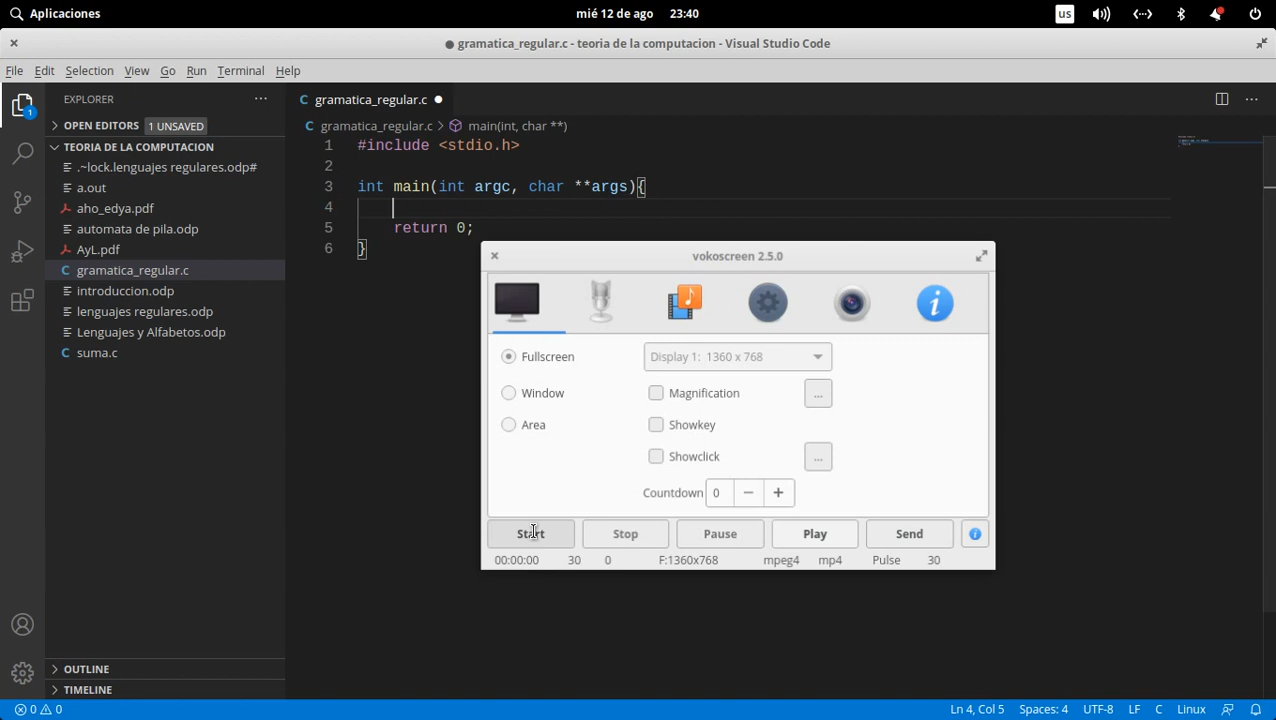 Aplicaciones mié 12 de ago 23:40 us
● gramatica_regular.c - teoria de la computacion - Visual Studio Code
File Edit Selection View Go Run Terminal Help
EXPLORER
1
OPEN EDITORS 1 UNSAVED
TEORIA DE LA COMPUTACION
.~lock.lenguajes regulares.odp#
a.out
aho_edya.pdf
automata de pila.odp
AyL.pdf
C gramatica_regular.c
introduccion.odp
lenguajes regulares.odp
Lenguajes y Alfabetos.odp
C suma.c
OUTLINE
TIMELINE
C gramatica_regular.c ●
C gramatica_regular.c > main(int, char **)
1 #include <stdio.h>
2
3 int main(int argc, char **args){
4
5 return 0;
6 }
vokoscreen 2.5.0
Fullscreen Display 1: 1360 x 768
Window Magnification ...
Area Showkey
Showclick ...
Countdown 0 − +
Start Stop Pause Play Send
00:00:00 30 0 F:1360x768 mpeg4 mp4 Pulse 30
0 0 Ln 4, Col 5 Spaces: 4 UTF-8 LF C Linux